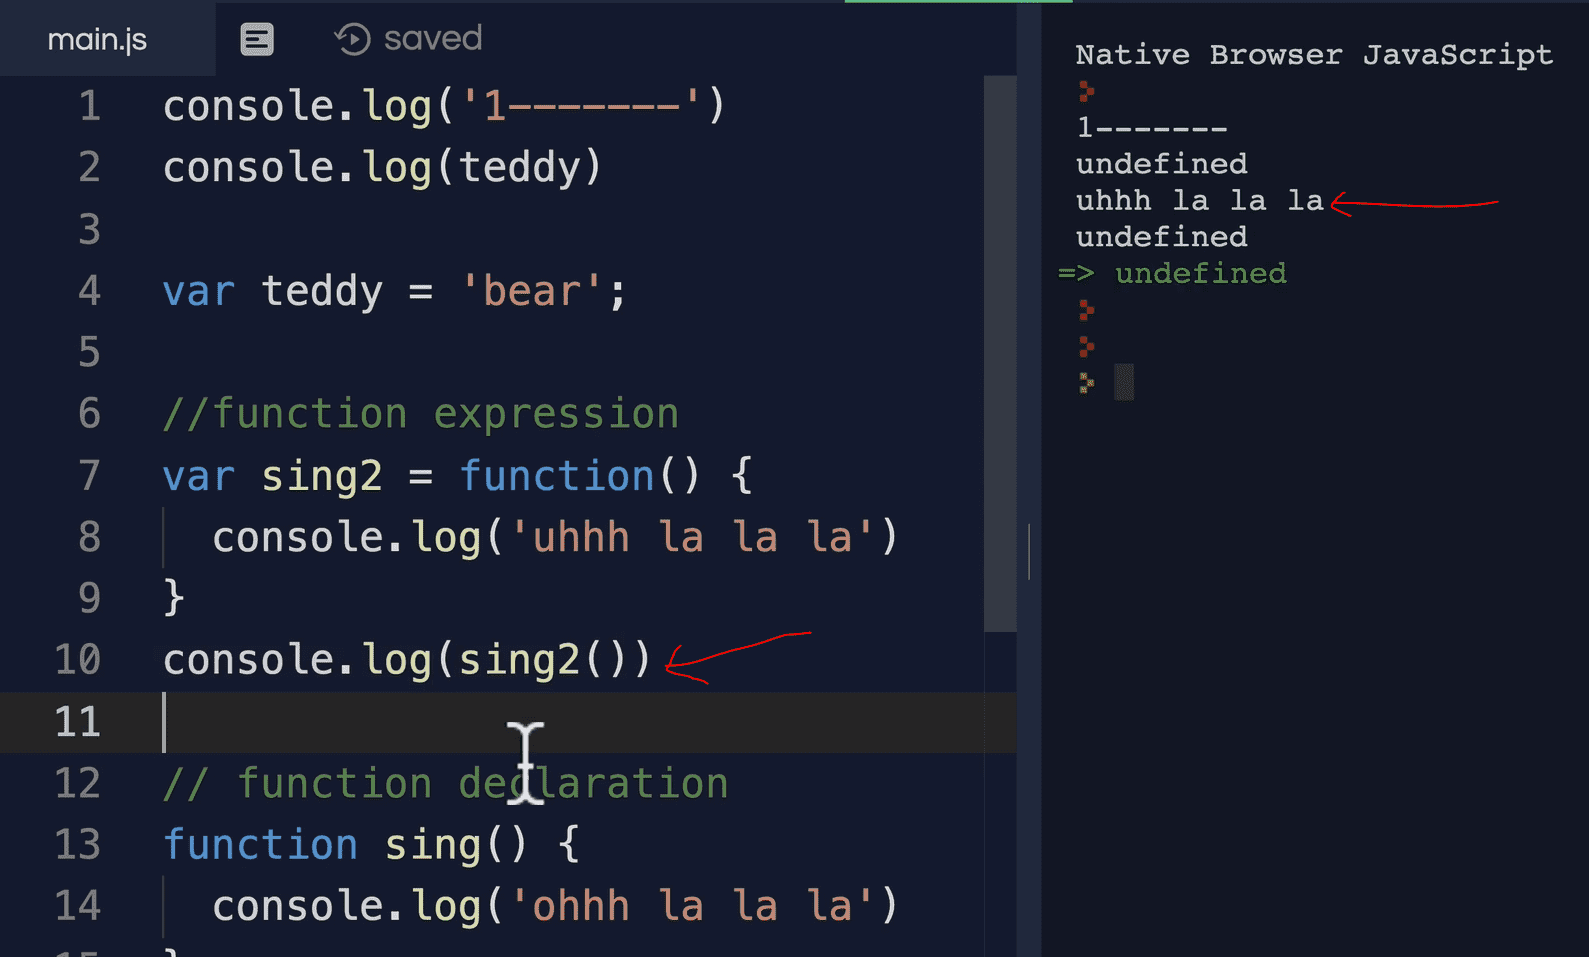 main.js saved
1 console.log('1-------')
2 console.log(teddy)
3
4 var teddy = 'bear';
5
6 //function expression
7 var sing2 = function() {
8 console.log('uhhh la la la')
9 }
10 console.log(sing2())
11
12 // function declaration
13 function sing() {
14 console.log('ohhh la la la')
Native Browser JavaScript
1-------
undefined
uhhh la la la
undefined
=> undefined